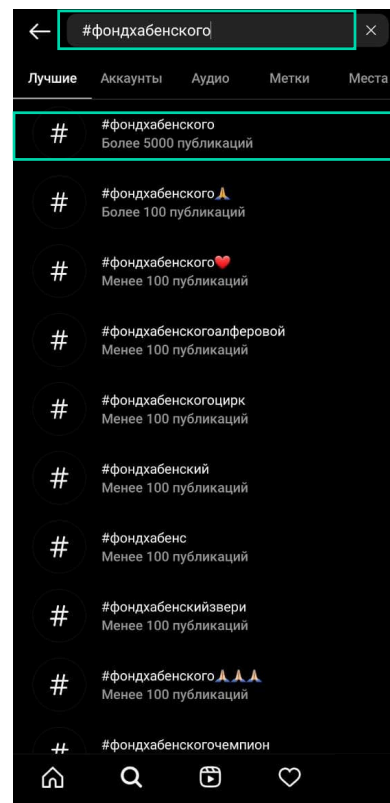 #фондхабенского
Лучшие Аккаунты Аудио Метки Места
#фондхабенского
Более 5000 публикаций
#фондхабенского🙏🏼
Более 100 публикаций
#фондхабенского❤️
Менее 100 публикаций
#фондхабенскогоалферовой
Менее 100 публикаций
#фондхабенскогоцирк
Менее 100 публикаций
#фондхабенский
Менее 100 публикаций
#фондхабенс
Менее 100 публикаций
#фондхабенскийзвери
Менее 100 публикаций
#фондхабенского🙏🏼🙏🏼🙏🏼
Менее 100 публикаций
#фондхабенскогочемпион